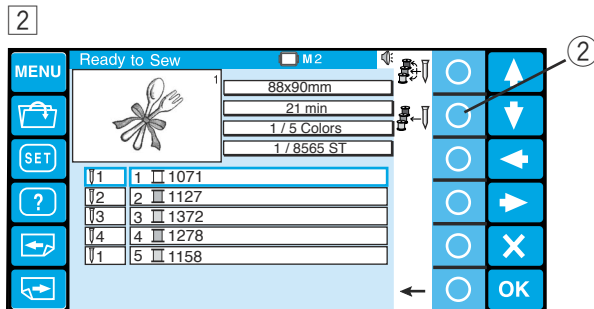 2
MENU
Ready to Sew
M2
2
1
88x90mm
21 min
1 / 5 Colors
SET
1 / 8565 ST
1 1 1071
?
2 2 1127
3 3 1372
4 4 1278
1 5 1158
X
OK